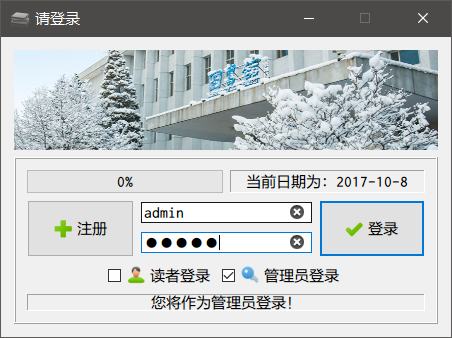 请登录
图书馆
0%
当前日期为: 2017-10-8
注册
admin
●●●●●
登录
读者登录
管理员登录
您将作为管理员登录!